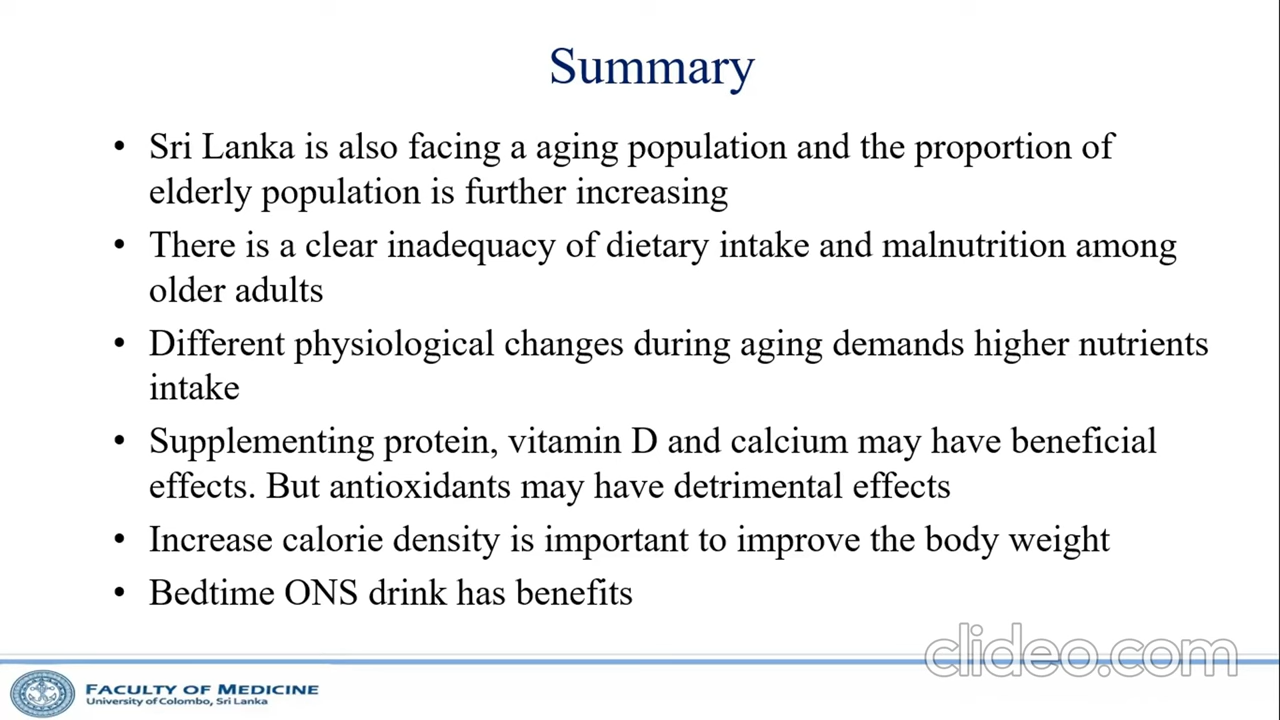 Summary
• Sri Lanka is also facing a aging population and the proportion of
elderly population is further increasing
• There is a clear inadequacy of dietary intake and malnutrition among
older adults
• Different physiological changes during aging demands higher nutrients
intake
• Supplementing protein, vitamin D and calcium may have beneficial
effects. But antioxidants may have detrimental effects
• Increase calorie density is important to improve the body weight
• Bedtime ONS drink has benefits
clideo.com
FACULTY OF MEDICINE
University of Colombo, Sri Lanka